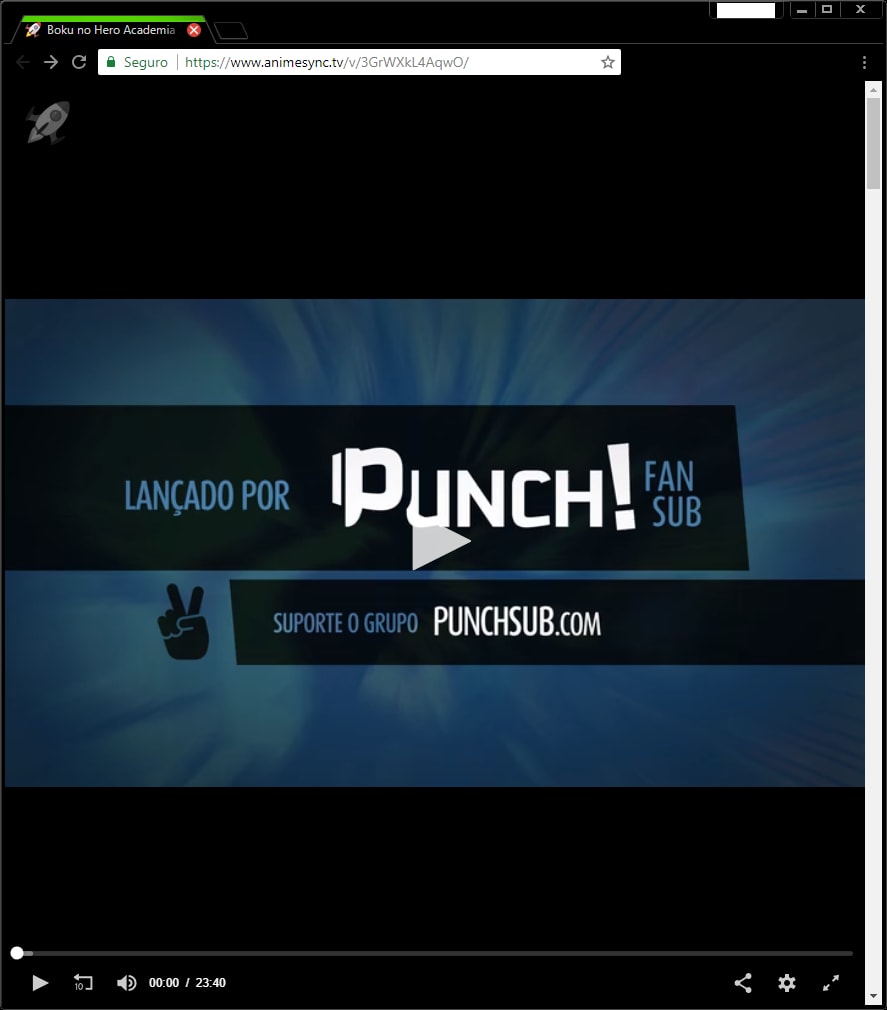 Boku no Hero Academia
Seguro https://www.animesync.tv/v/3GrWXkL4AqwO/
LANÇADO POR PUNCH! FAN SUB
SUPORTE O GRUPO PUNCHSUB.COM
10 00:00 / 23:40